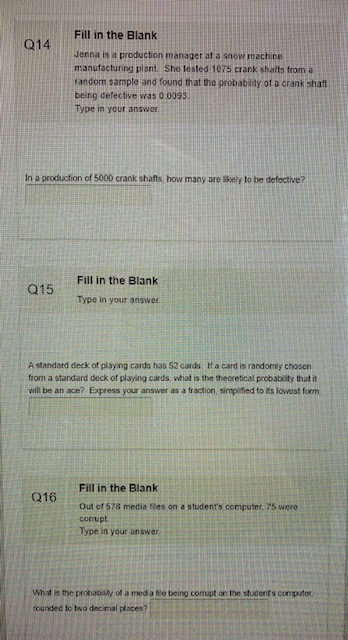 Q14
Fill in the Blank
Jenna is a production manager at a snow machine
manufacturing plant. She tested 1075 crank shafts from a
random sample and found that the probability of a crank shaft
being defective was 0.0093.
Type in your answer.
In a production of 5000 crank shafts, how many are likely to be defective?
Q15
Fill in the Blank
Type in your answer.
A standard deck of playing cards has 52 cards. If a card is randomly chosen
from a standard deck of playing cards, what is the theoretical probability that it
will be an ace? Express your answer as a fraction, simplified to its lowest form.
Q16
Fill in the Blank
Out of 578 media files on a student's computer, 75 were
corrupt.
Type in your answer.
What is the probability of a media file being corrupt on the student's computer,
rounded to two decimal places?